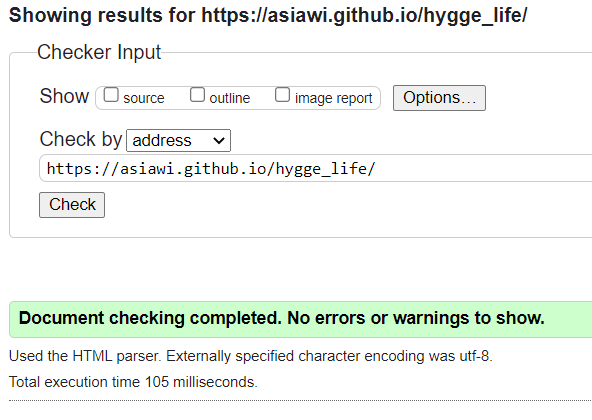 Showing results for https://asiawi.github.io/hygge_life/
Checker Input
Show source outline image report Options...
Check by address
https://asiawi.github.io/hygge_life/
Check
Document checking completed. No errors or warnings to show.
Used the HTML parser. Externally specified character encoding was utf-8.
Total execution time 105 milliseconds.